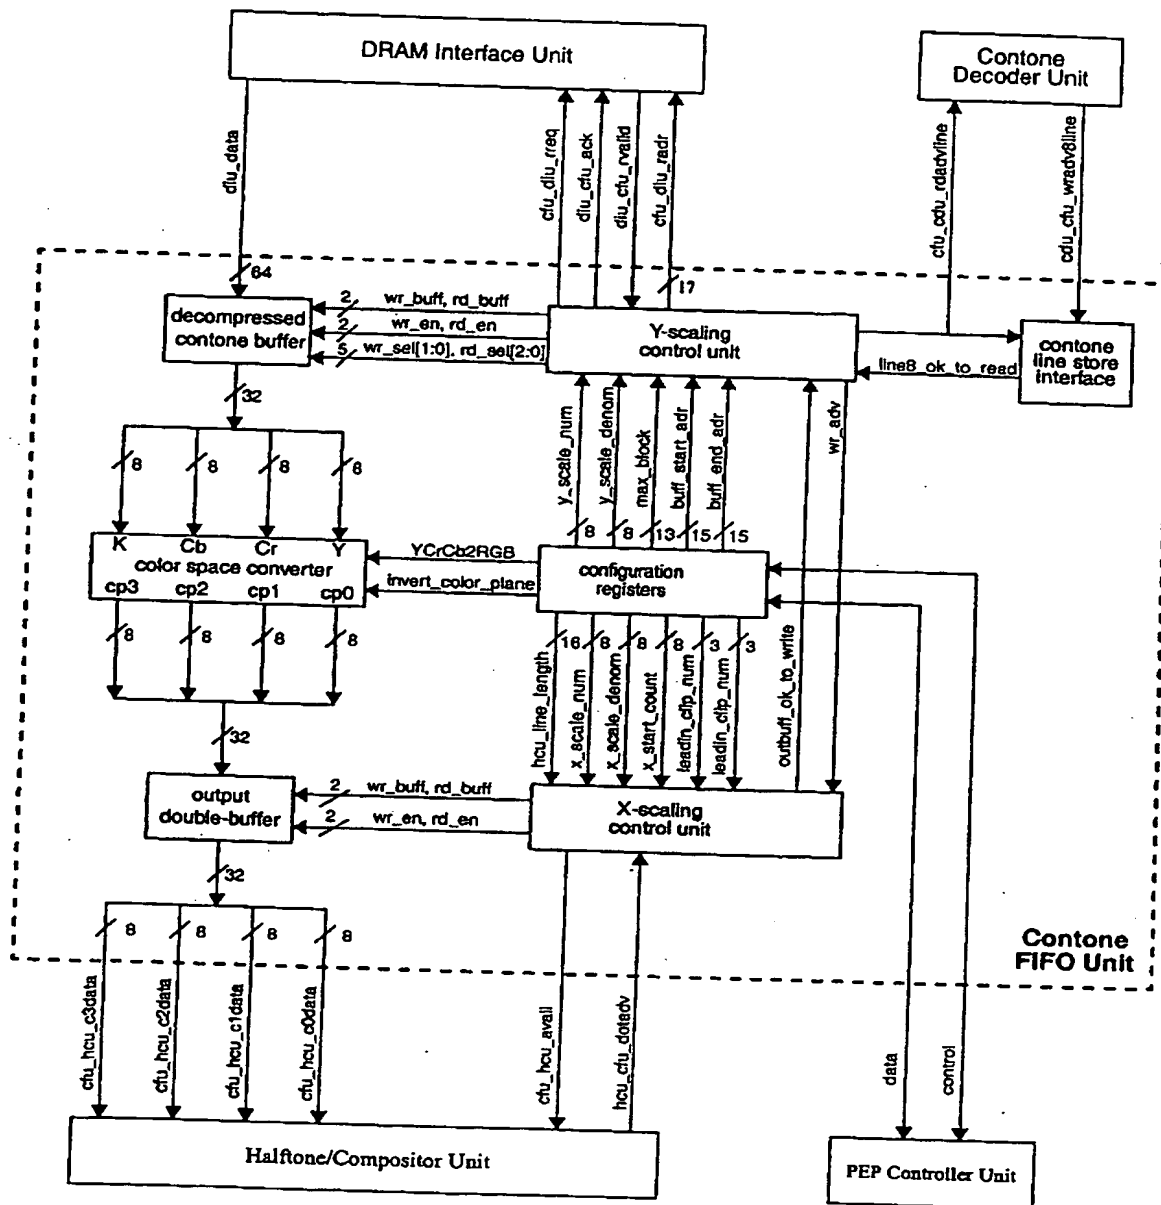 DRAM Interface Unit
Contone
Decoder Unit
diu_data
cfu_diu_rreq
diu_cfu_ack
diu_cfu_rvalid
cfu_diu_radr
cfu_cdu_rdadvline
cdu_cfu_wradv8line
64
17
decompressed
contone buffer
2
wr_buff, rd_buff
2
wr_en, rd_en
5
wr_sel[1:0], rd_sel[2:0]
Y-scaling
control unit
line8_ok_to_read
contone
line store
interface
32
8
8
8
8
y_scale_num
y_scale_denom
max_block
buff_start_adr
buff_end_adr
8
8
13
15
15
wr_adv
outbuff_ok_to_write
K
Cb
Cr
Y
color space converter
cp3
cp2
cp1
cp0
YCrCb2RGB
invert_color_plane
configuration
registers
8
8
8
8
16
8
8
8
3
3
hcu_line_length
x_scale_num
x_scale_denom
x_start_count
leadin_clip_num
leadin_clip_num
32
output
double-buffer
2
wr_buff, rd_buff
2
wr_en, rd_en
X-scaling
control unit
32
8
8
8
8
Contone
FIFO Unit
cfu_hcu_c3data
cfu_hcu_c2data
cfu_hcu_c1data
cfu_hcu_c0data
cfu_hcu_avail
hcu_cfu_dotadv
data
control
Halftone/Compositor Unit
PEP Controller Unit